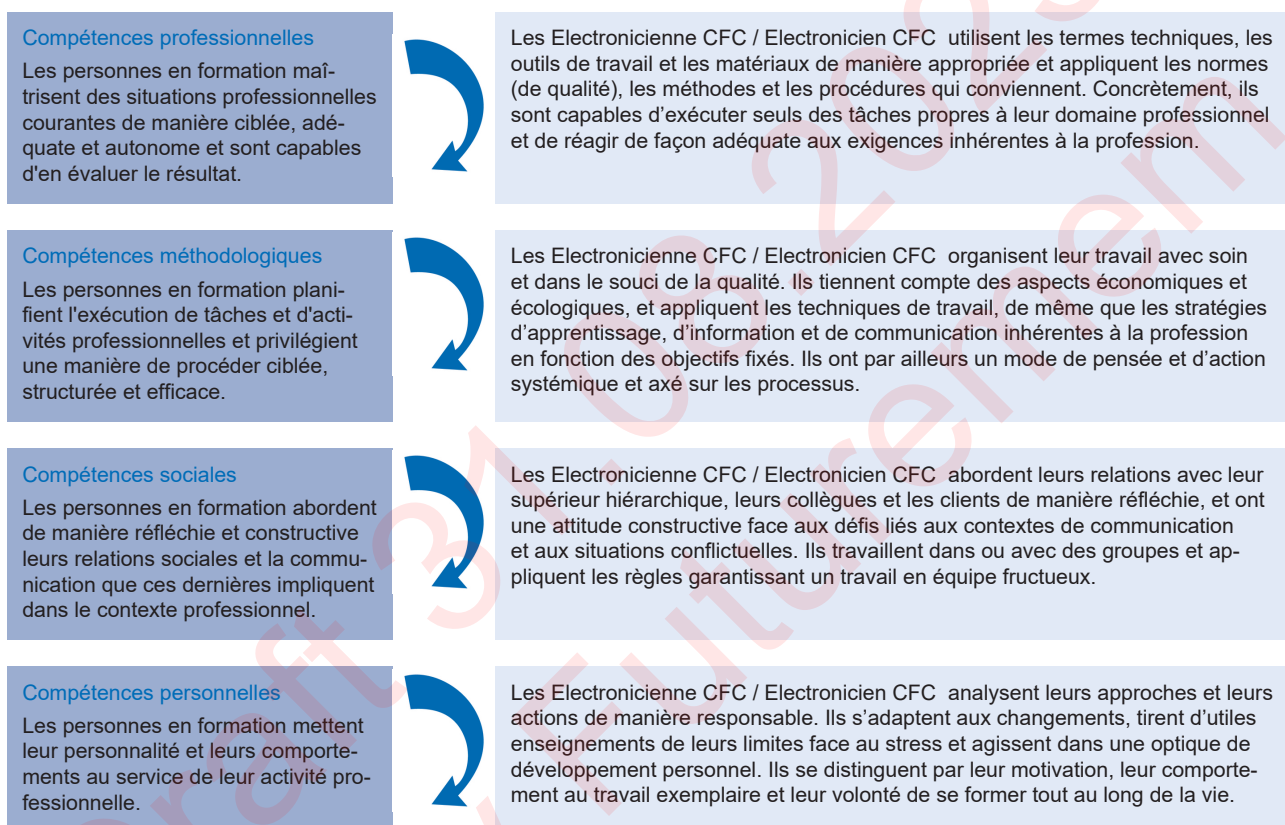 Compétences professionnelles
Les personnes en formation maî-
trisent des situations professionnelles
courantes de manière ciblée, adé-
quate et autonome et sont capables
d'en évaluer le résultat.
Les Electronicienne CFC / Electronicien CFC utilisent les termes techniques, les
outils de travail et les matériaux de manière appropriée et appliquent les normes
(de qualité), les méthodes et les procédures qui conviennent. Concrètement, ils
sont capables d’exécuter seuls des tâches propres à leur domaine professionnel
et de réagir de façon adéquate aux exigences inhérentes à la profession.
Compétences méthodologiques
Les personnes en formation plani-
fient l'exécution de tâches et d'acti-
vités professionnelles et privilégient
une manière de procéder ciblée,
structurée et efficace.
Les Electronicienne CFC / Electronicien CFC organisent leur travail avec soin
et dans le souci de la qualité. Ils tiennent compte des aspects économiques et
écologiques, et appliquent les techniques de travail, de même que les stratégies
d’apprentissage, d’information et de communication inhérentes à la profession
en fonction des objectifs fixés. Ils ont par ailleurs un mode de pensée et d’action
systémique et axé sur les processus.
Compétences sociales
Les personnes en formation abordent
de manière réfléchie et constructive
leurs relations sociales et la commu-
nication que ces dernières impliquent
dans le contexte professionnel.
Les Electronicienne CFC / Electronicien CFC abordent leurs relations avec leur
supérieur hiérarchique, leurs collègues et les clients de manière réfléchie, et ont
une attitude constructive face aux défis liés aux contextes de communication
et aux situations conflictuelles. Ils travaillent dans ou avec des groupes et ap-
pliquent les règles garantissant un travail en équipe fructueux.
Compétences personnelles
Les personnes en formation mettent
leur personnalité et leurs comporte-
ments au service de leur activité pro-
fessionnelle.
Les Electronicienne CFC / Electronicien CFC analysent leurs approches et leurs
actions de manière responsable. Ils s’adaptent aux changements, tirent d’utiles
enseignements de leurs limites face au stress et agissent dans une optique de
développement personnel. Ils se distinguent par leur motivation, leur comporte-
ment au travail exemplaire et leur volonté de se former tout au long de la vie.